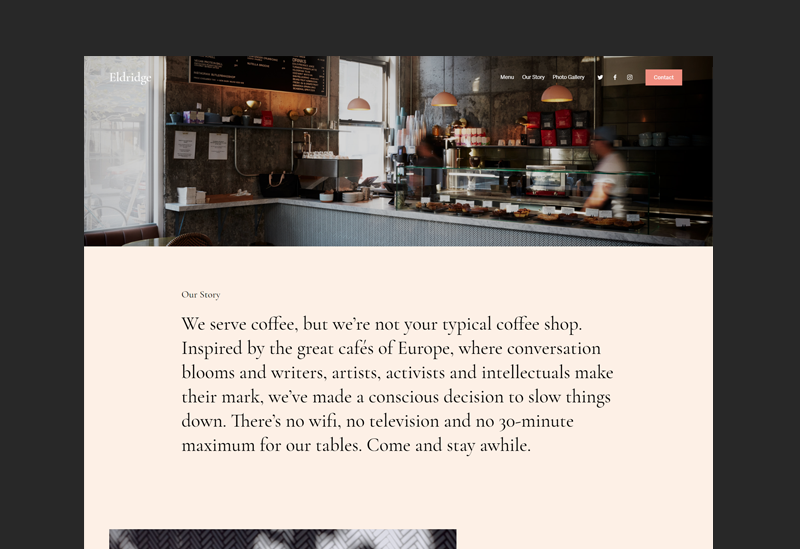 Eldridge
Menu Our Story Photo Gallery Contact
Our Story
We serve coffee, but we're not your typical coffee shop.
Inspired by the great cafés of Europe, where conversation
blooms and writers, artists, activists and intellectuals make
their mark, we've made a conscious decision to slow things
down. There's no wifi, no television and no 30-minute
maximum for our tables. Come and stay awhile.